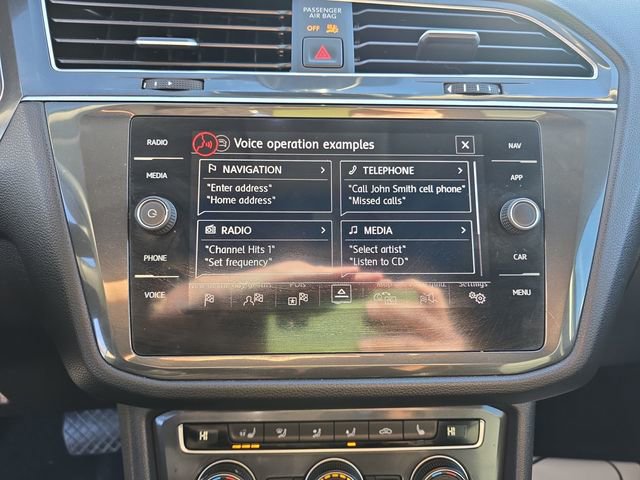 PASSENGER
AIR BAG
OFF
RADIO
MEDIA
PHONE
VOICE
Voice operation examples
NAVIGATION
"Enter address"
"Home address"
TELEPHONE
"Call John Smith cell phone"
"Missed calls"
RADIO
"Channel Hits 1"
"Set frequency"
MEDIA
"Select artist"
"Listen to CD"
POIs
Settings
NAV
APP
CAR
MENU
HI
HI